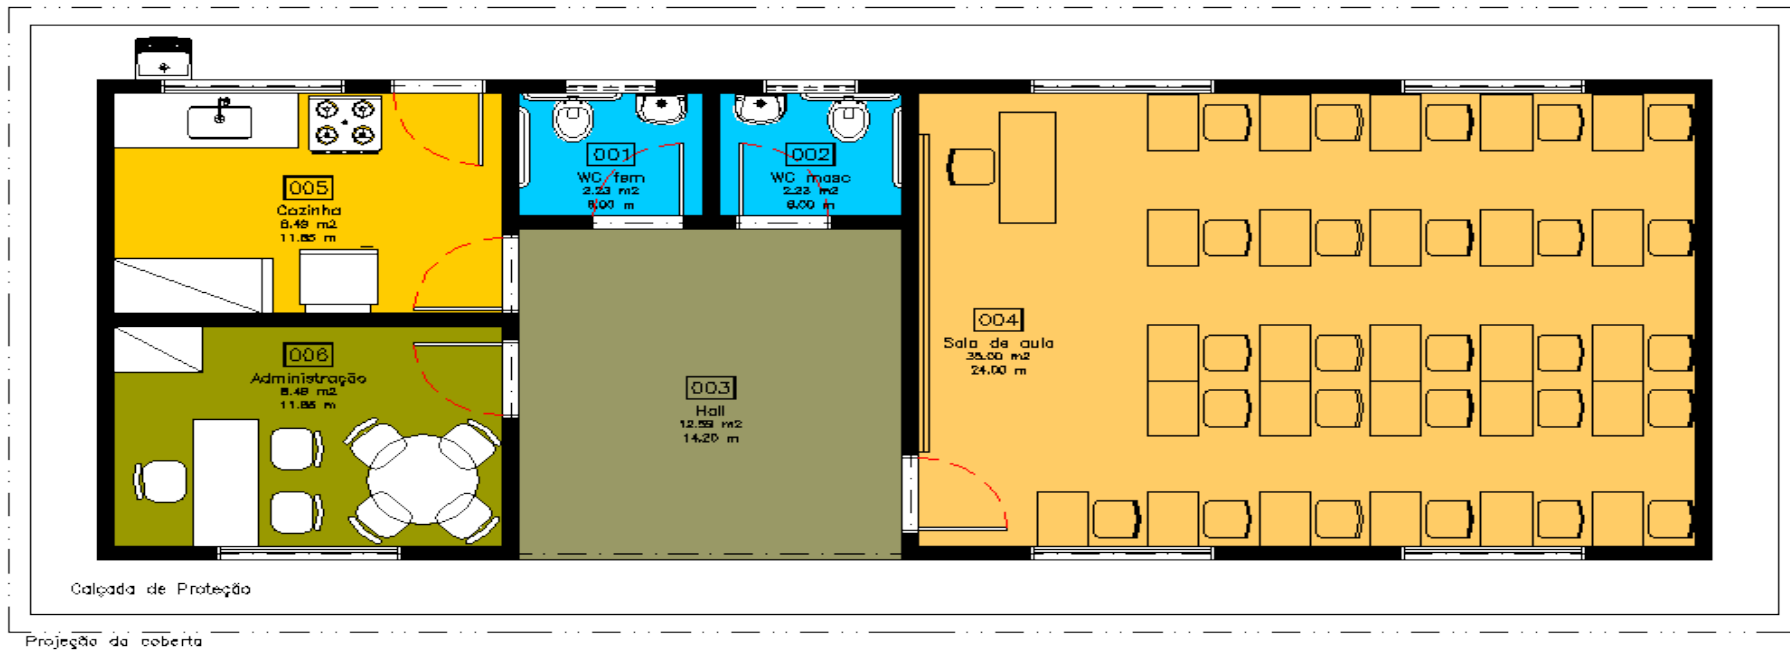 001
WC fem
2.23 m2
6.00 m
002
WC masc
2.23 m2
6.00 m
005
Cozinha
8.49 m2
11.85 m
004
Sala de aula
35.00 m2
24.00 m
006
Administração
8.49 m2
11.85 m
003
Hall
12.59 m2
14.20 m
Calçada de Proteção
Projeção da coberta